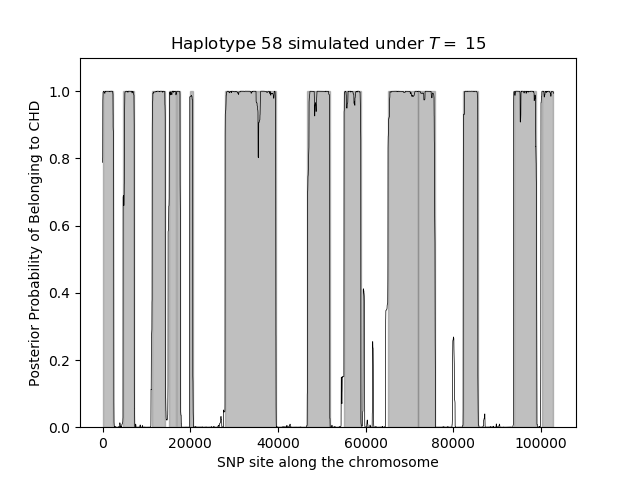 Haplotype 58 simulated under T = 15
Posterior Probability of Belonging to CHD
1.0
0.8
0.6
0.4
0.2
0.0
0 20000 40000 60000 80000 100000
SNP site along the chromosome